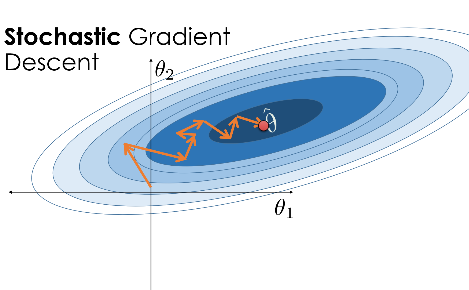 Stochastic Gradient
Descent
θ₂
θ̂
θ₁